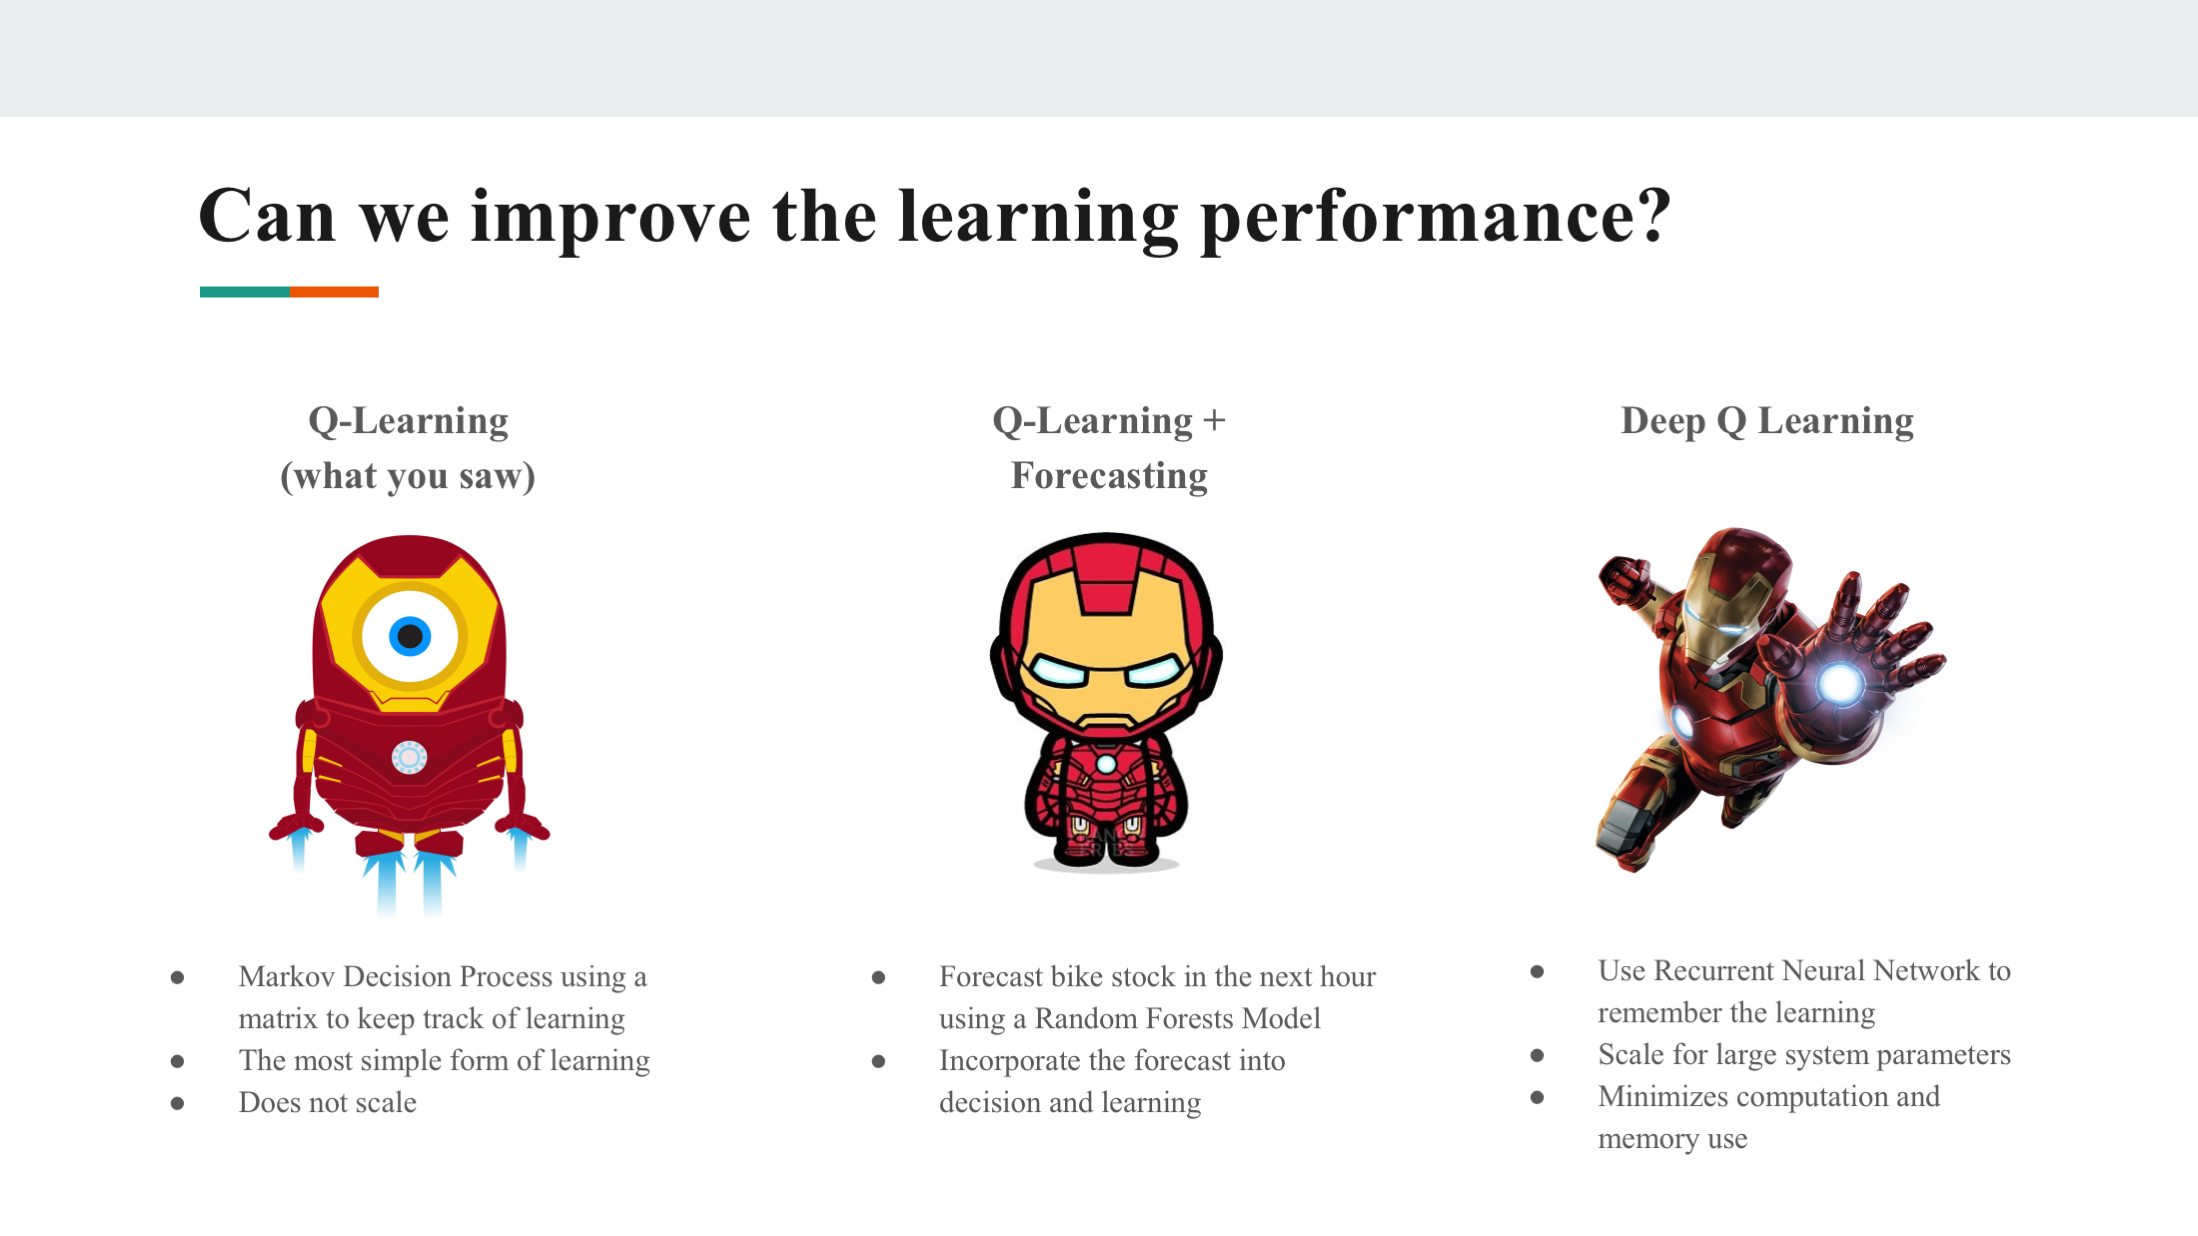 Can we improve the learning performance?
Q-Learning
(what you saw)
Q-Learning +
Forecasting
Deep Q Learning
● Markov Decision Process using a
matrix to keep track of learning
● The most simple form of learning
● Does not scale
● Forecast bike stock in the next hour
using a Random Forests Model
● Incorporate the forecast into
decision and learning
● Use Recurrent Neural Network to
remember the learning
● Scale for large system parameters
● Minimizes computation and
memory use